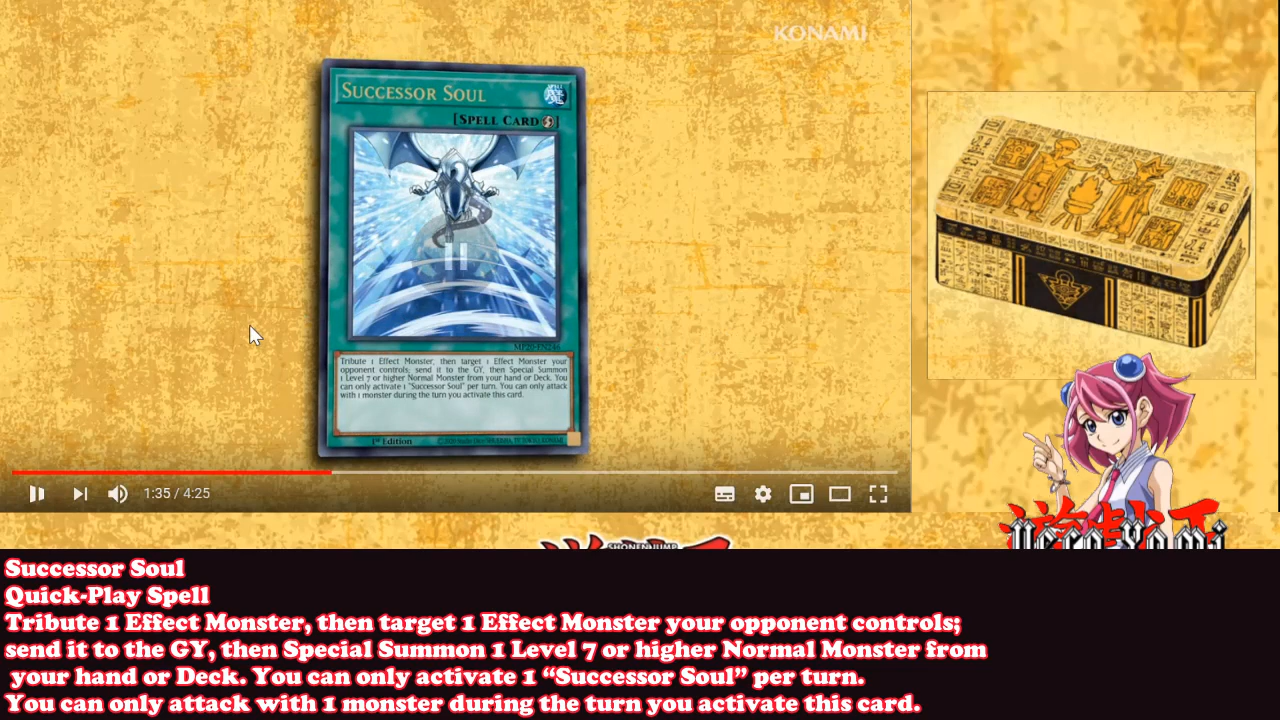 KONAMI
SUCCESSOR SOUL
SPELL
[SPELL CARD]
MP20-EN246
Tribute 1 Effect Monster, then target 1 Effect Monster your
opponent controls; send it to the GY, then Special Summon
1 Level 7 or higher Normal Monster from your hand or Deck. You
can only activate 1 "Successor Soul" per turn. You can only attack
with 1 monster during the turn you activate this card.
1st Edition
1:35 / 4:25
SHONEN JUMP
Successor Soul
Quick-Play Spell
Tribute 1 Effect Monster, then target 1 Effect Monster your opponent controls;
send it to the GY, then Special Summon 1 Level 7 or higher Normal Monster from
your hand or Deck. You can only activate 1 “Successor Soul” per turn.
You can only attack with 1 monster during the turn you activate this card.